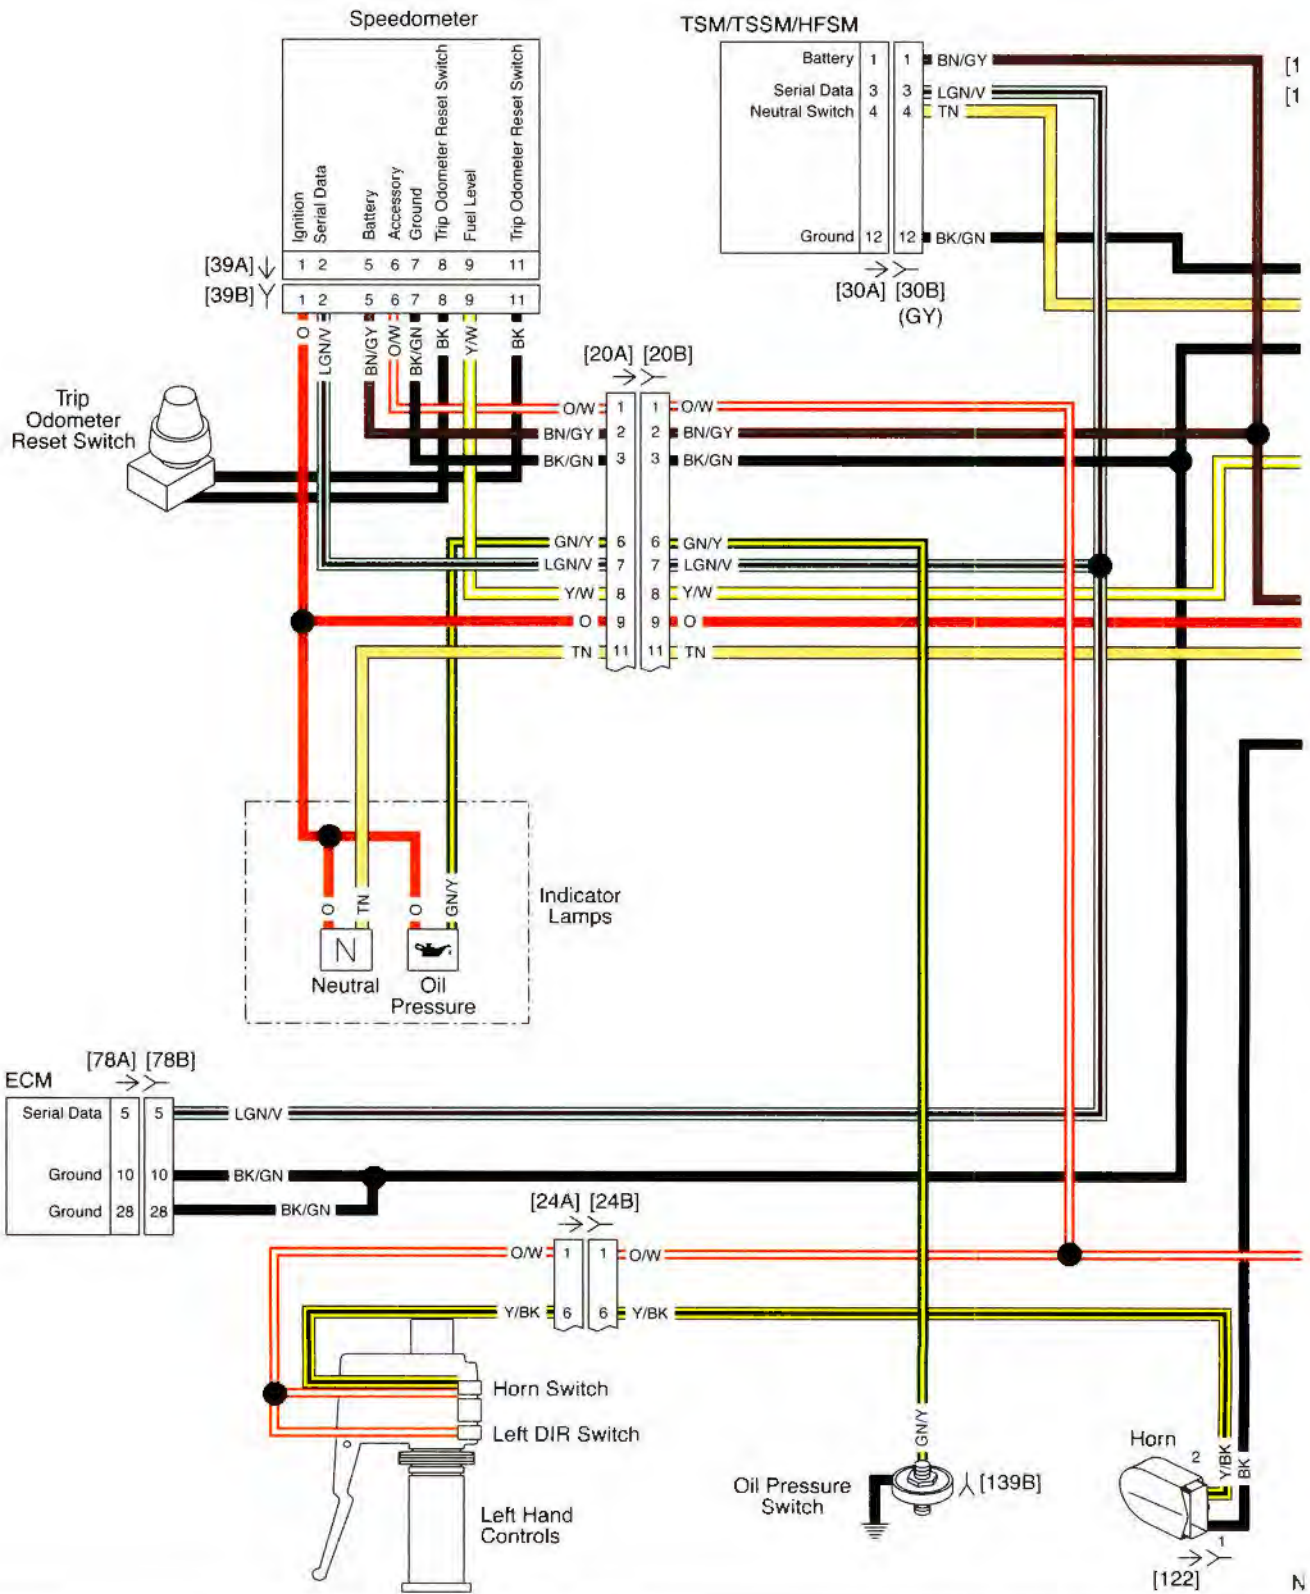 Speedometer
Ignition
Serial Data
Battery
Accessory
Ground
Trip Odometer Reset Switch
Fuel Level
Trip Odometer Reset Switch
[39A] 1 2 5 6 7 8 9 11
[39B] 1 2 5 6 7 8 9 11
O LGN/V BN/GY O/W BK/GN BK Y/W BK
TSM/TSSM/HFSM
Battery 1 1 BN/GY
Serial Data 3 3 LGN/V
Neutral Switch 4 4 TN
Ground 12 12 BK/GN
[30A] [30B]
(GY)
[1
[1
Trip
Odometer
Reset Switch
[20A] [20B]
O/W 1 1 O/W
BN/GY 2 2 BN/GY
BK/GN 3 3 BK/GN
GN/Y 6 6 GN/Y
LGN/V 7 7 LGN/V
Y/W 8 8 Y/W
O 9 9 O
TN 11 11 TN
O TN O GN/Y
N
Neutral
Oil
Pressure
Indicator
Lamps
[78A] [78B]
ECM
Serial Data 5 5 LGN/V
Ground 10 10 BK/GN
Ground 28 28 BK/GN
[24A] [24B]
O/W 1 1 O/W
Y/BK 6 6 Y/BK
Horn Switch
Left DIR Switch
Left Hand
Controls
GN/Y
Oil Pressure
Switch
[139B]
Horn
2
Y/BK
BK
1
[122]
N